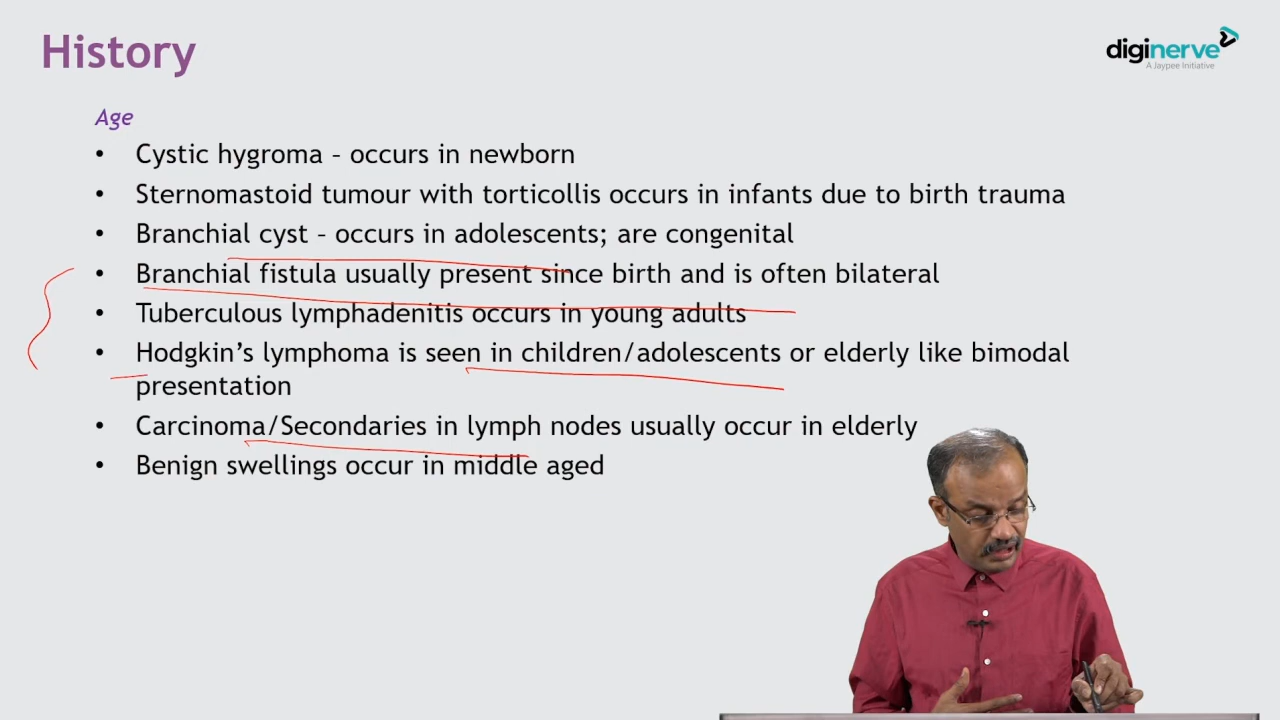 History
diginerve
A Jaypee Initiative
Age
• Cystic hygroma – occurs in newborn
• Sternomastoid tumour with torticollis occurs in infants due to birth trauma
• Branchial cyst – occurs in adolescents; are congenital
• Branchial fistula usually present since birth and is often bilateral
• Tuberculous lymphadenitis occurs in young adults
• Hodgkin’s lymphoma is seen in children/adolescents or elderly like bimodal
presentation
• Carcinoma/Secondaries in lymph nodes usually occur in elderly
• Benign swellings occur in middle aged